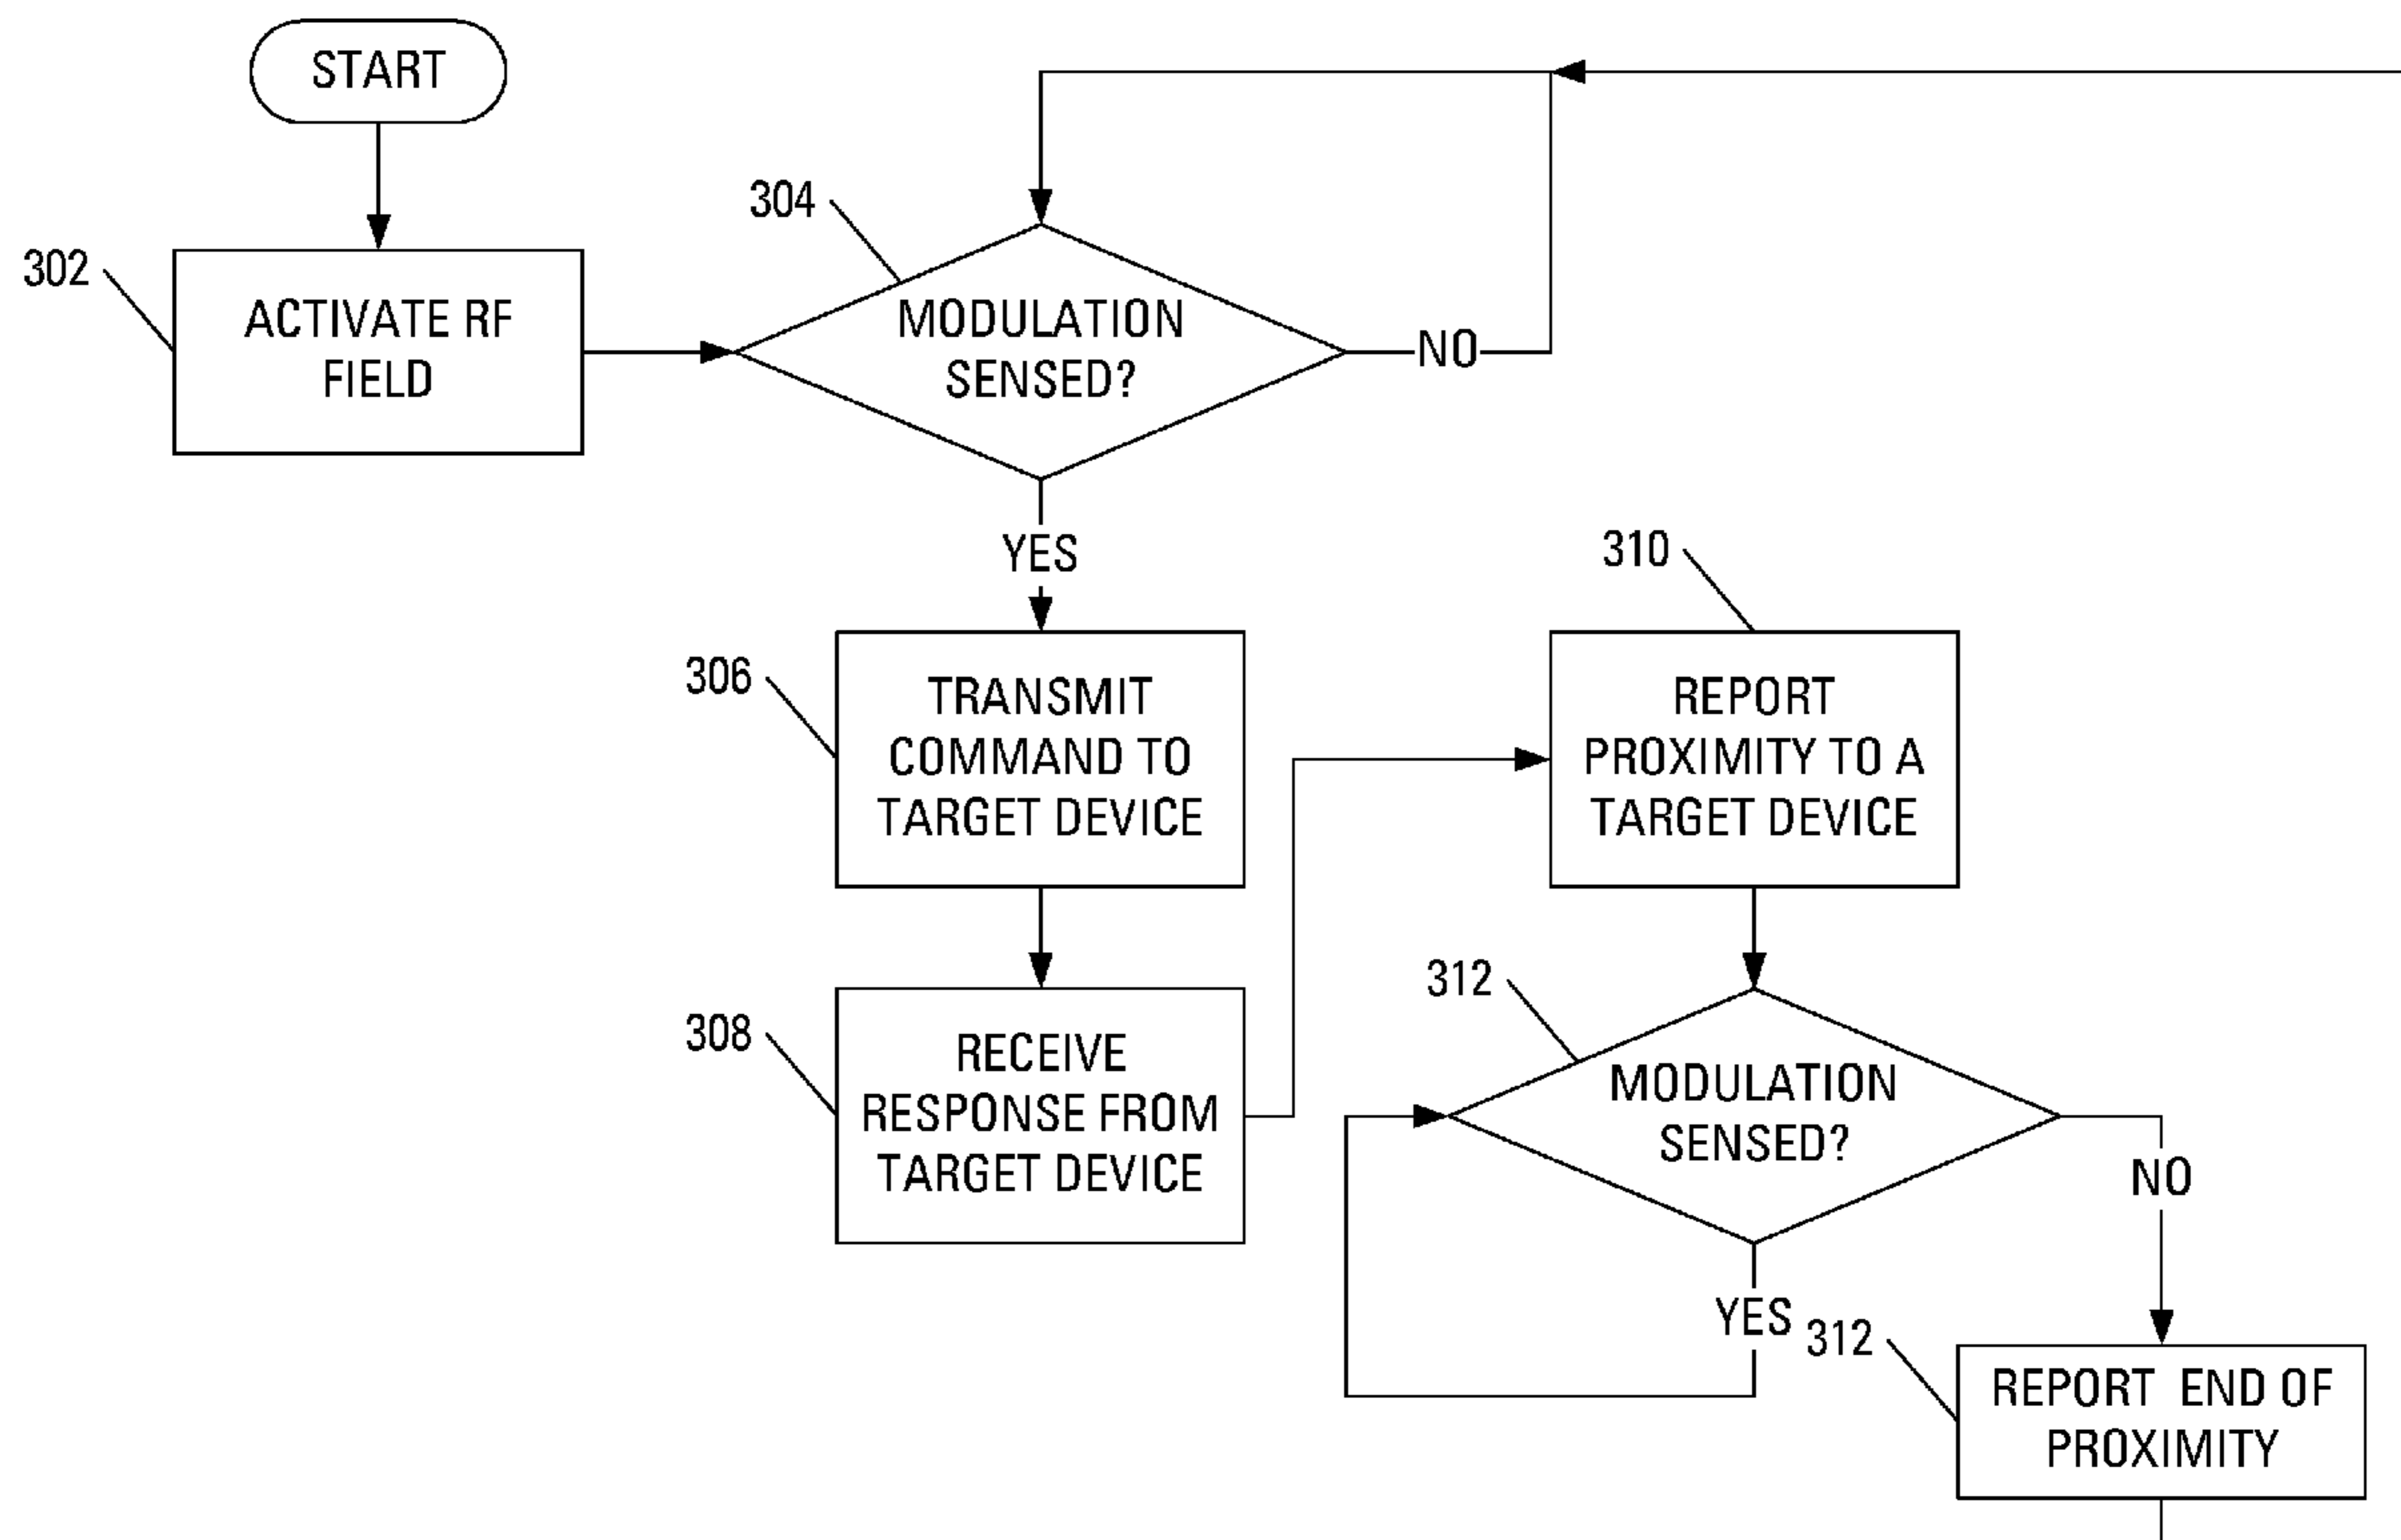 START
302
ACTIVATE RF
FIELD
304
MODULATION
SENSED?
NO
YES
306
TRANSMIT
COMMAND TO
TARGET DEVICE
308
RECEIVE
RESPONSE FROM
TARGET DEVICE
310
REPORT
PROXIMITY TO A
TARGET DEVICE
312
MODULATION
SENSED?
YES
NO
312
REPORT END OF
PROXIMITY